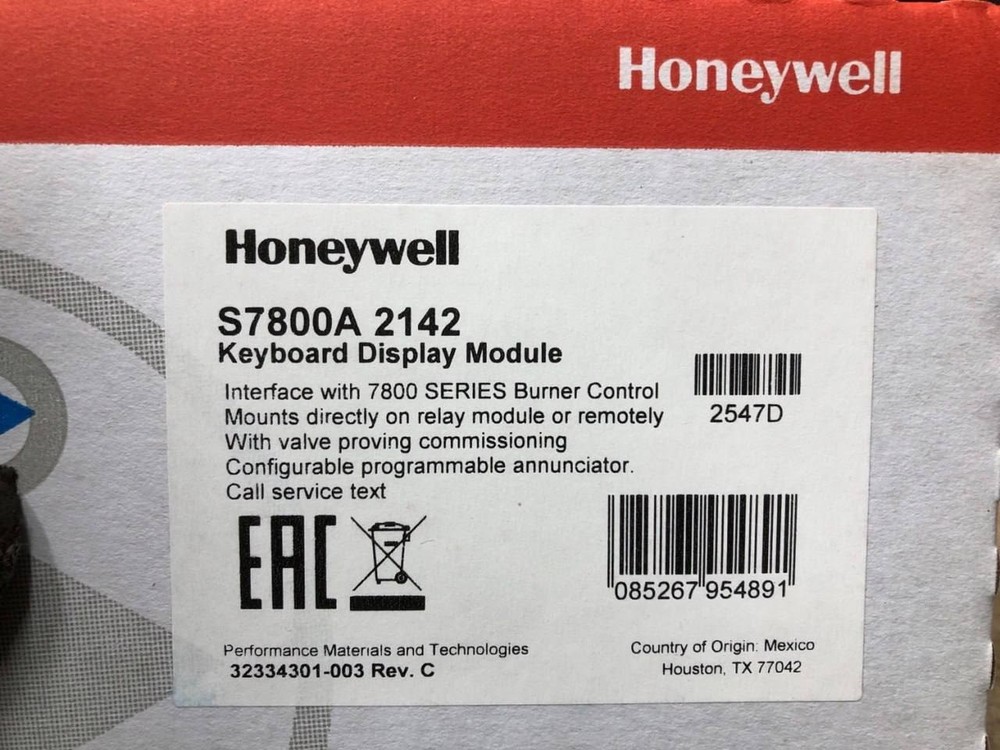 Honeywell
Honeywell
S7800A 2142
Keyboard Display Module
Interface with 7800 SERIES Burner Control
Mounts directly on relay module or remotely
With valve proving commissioning
Configurable programmable annunciator.
Call service text
2547D
EAC
085267 954891
Performance Materials and Technologies
32334301-003 Rev. C
Country of Origin: Mexico
Houston, TX 77042